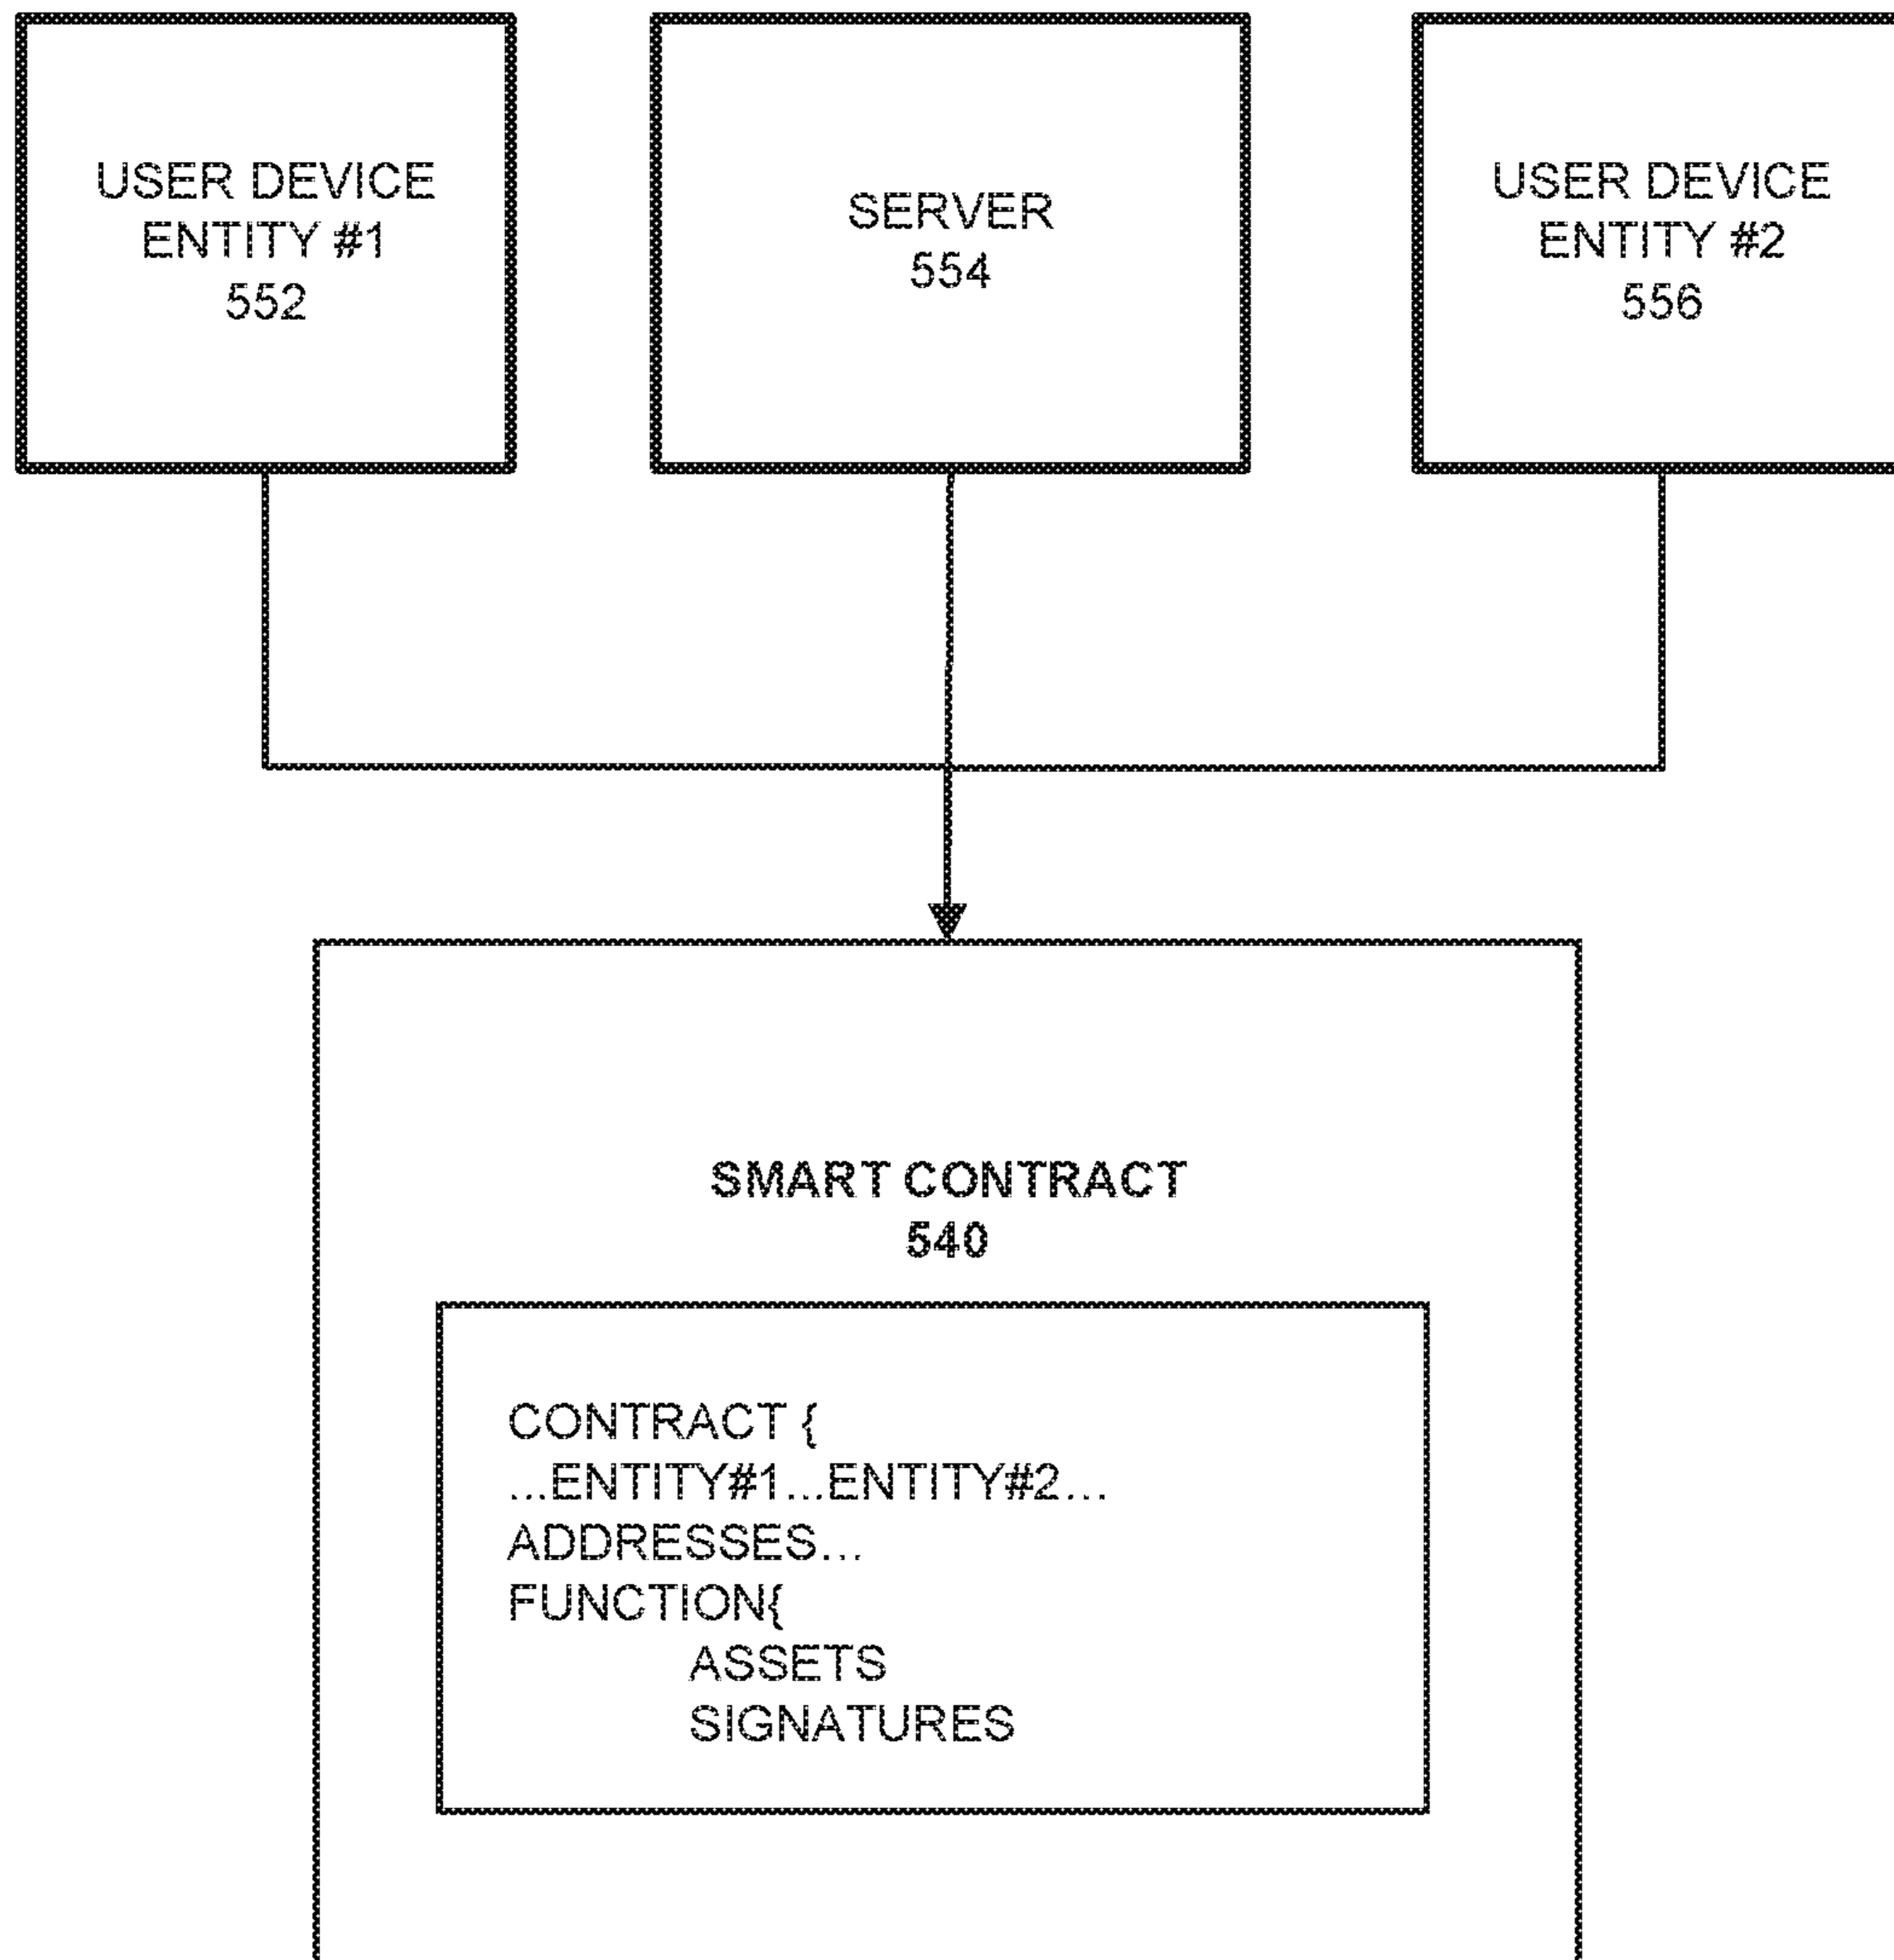 USER DEVICE
ENTITY #1
552
SERVER
554
USER DEVICE
ENTITY #2
556
SMART CONTRACT
540
CONTRACT {
...ENTITY#1...ENTITY#2...
ADDRESSES...
FUNCTION{
ASSETS
SIGNATURES